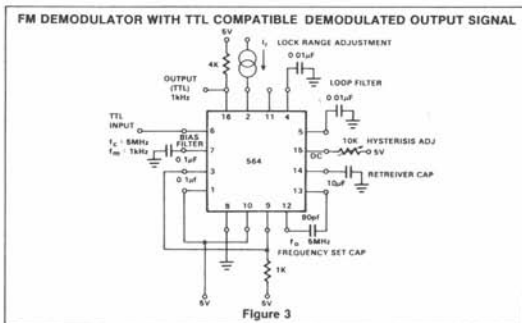 FM DEMODULATOR WITH TTL COMPATIBLE DEMODULATED OUTPUT SIGNAL
5V
I₂
LOCK RANGE ADJUSTMENT
4K
0 01μF
OUTPUT
(TTL)
1kHz
LOOP FILTER
0 01μF
16
2
11
4
TTL
INPUT
6
5
BIAS
FILTER
10K
HYSTERISIS ADJ
fc = 5MHz
fm = 1kHz
7
15
DC
5V
0 1μF
564
14
RETREIVER CAP
3
0 1μF
10μF
1
13
8
10
9
12
80pf
fo
5MHz
FREQUENCY SET CAP
1K
5V
5V
Figure 3